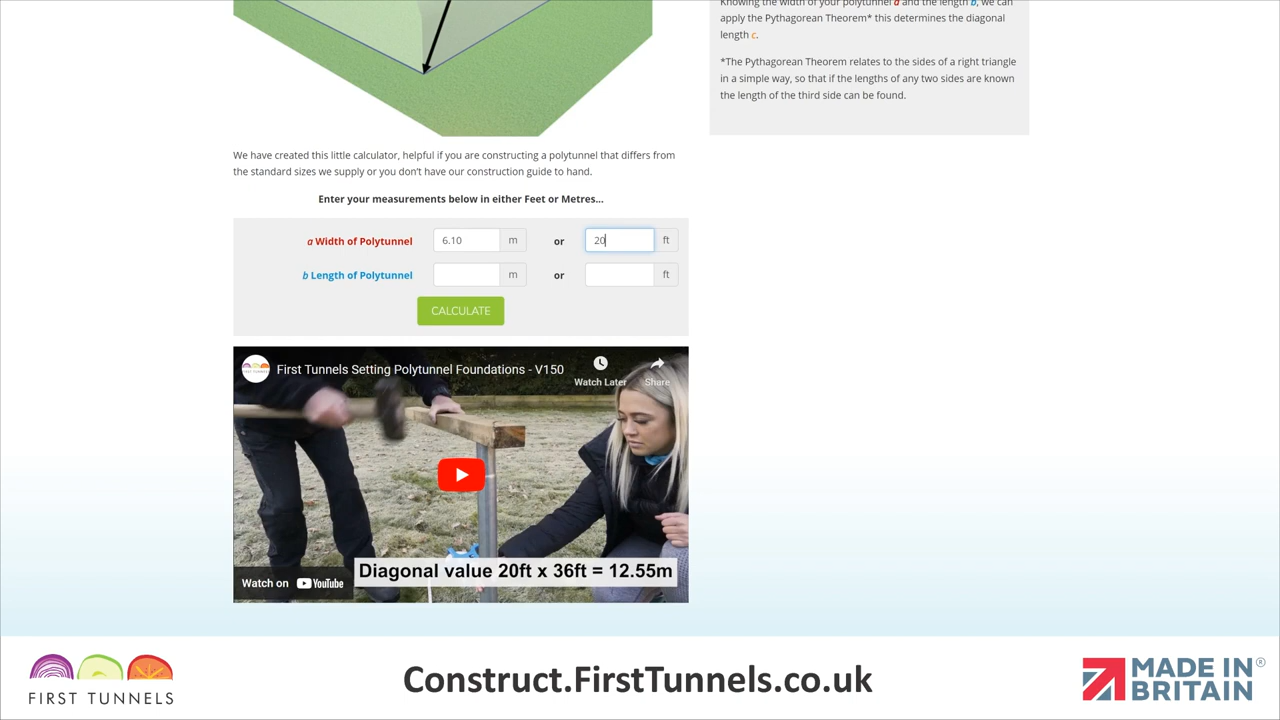 Knowing the width of your polytunnel a and the length b, we can
apply the Pythagorean Theorem* this determines the diagonal
length c.
*The Pythagorean Theorem relates to the sides of a right triangle
in a simple way, so that if the lengths of any two sides are known
the length of the third side can be found.
We have created this little calculator, helpful if you are constructing a polytunnel that differs from
the standard sizes we supply or you don't have our construction guide to hand.
Enter your measurements below in either Feet or Metres...
a Width of Polytunnel 6.10 m or 20 ft
b Length of Polytunnel m or ft
CALCULATE
First Tunnels Setting Polytunnel Foundations - V150
Watch Later Share
Diagonal value 20ft x 36ft = 12.55m
Watch on YouTube
FIRST TUNNELS
Construct.FirstTunnels.co.uk
MADE IN
BRITAIN
®